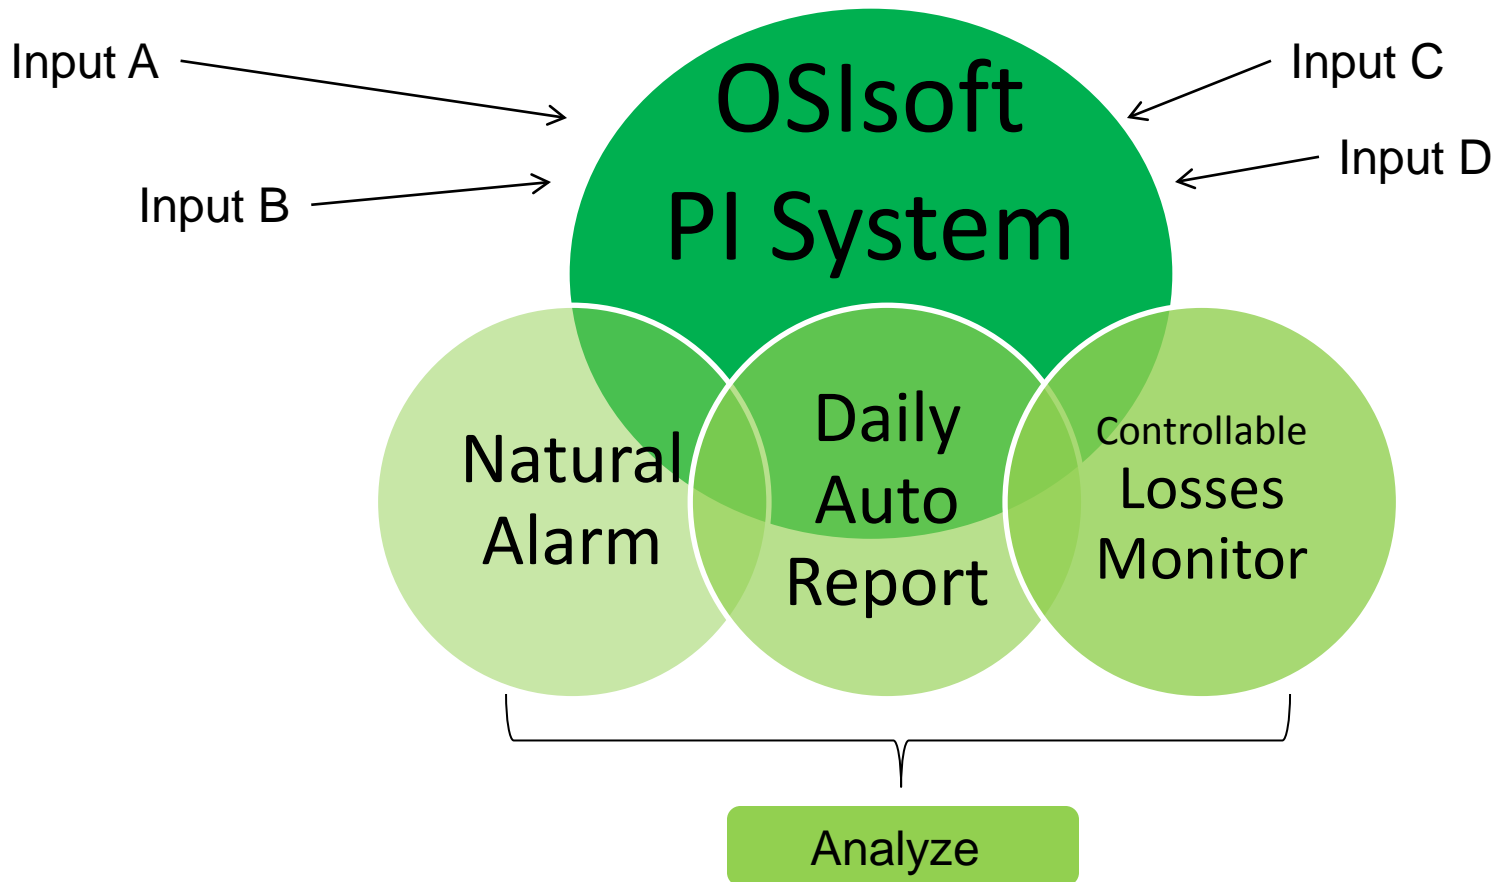 Input A
Input B
OSIsoft
PI System
Input C
Input D
Natural
Alarm
Daily
Auto
Report
Controllable
Losses
Monitor
Analyze